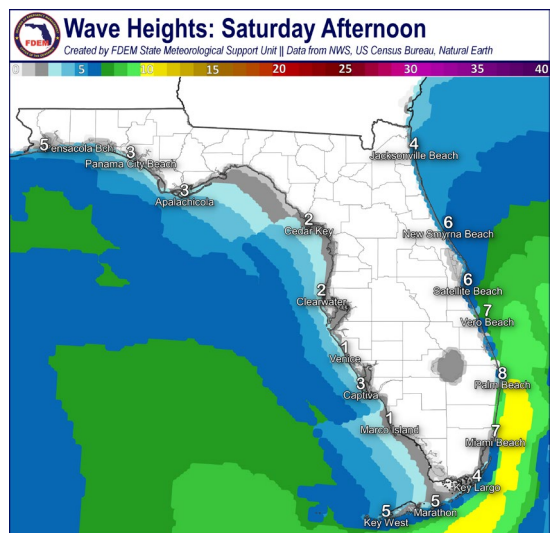 FDEM
Wave Heights: Saturday Afternoon
Created by FDEM State Meteorological Support Unit || Data from NWS, US Census Bureau, Natural Earth
0 5 10 15 20 25 30 35 40
5
ensacola Bch
3
Panama City Beach
3
Apalachicola
4
Jacksonville Beach
2
Cedar Key
6
New Smyrna Beach
2
Clearwater
6
Satellite Beach
7
Vero Beach
1
Venice
3
Captiva
8
Palm Beach
1
Marco Island
7
Miami Beach
4
Key Largo
5
Marathon
5
Key West